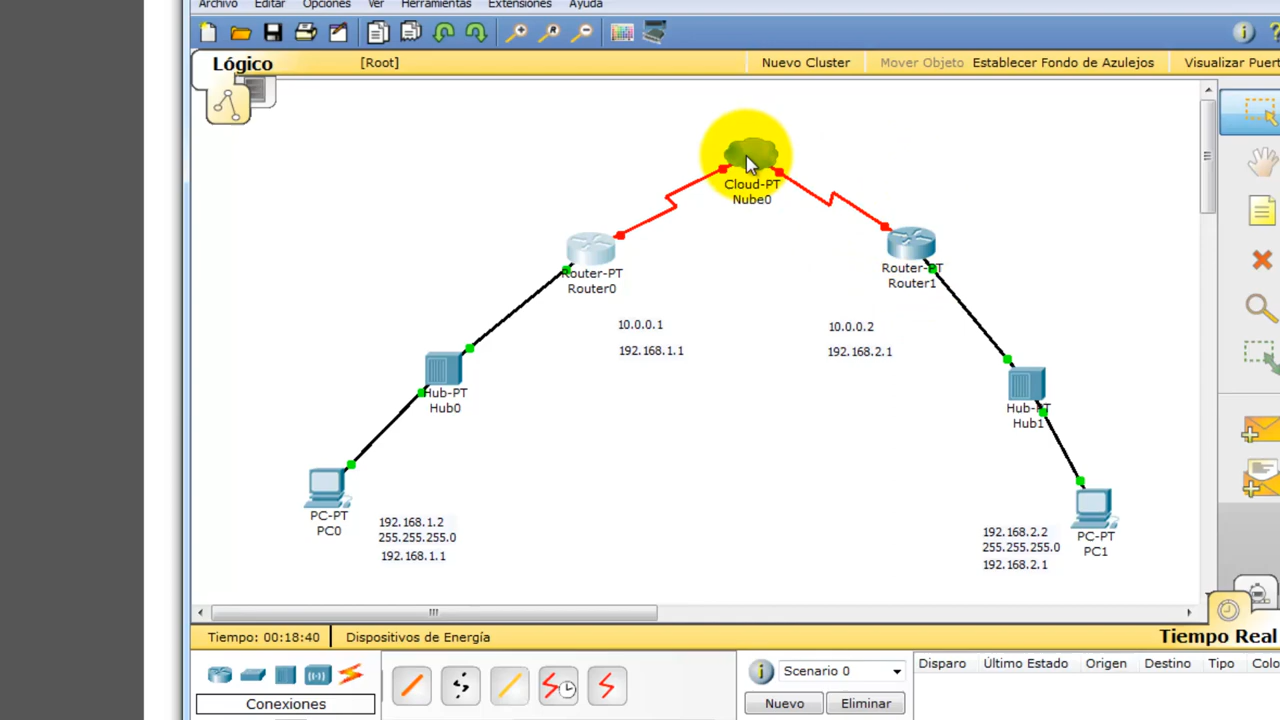 Archivo Editar Opciones Ver Herramientas Extensiones Ayuda
Lógico [Root] Nuevo Cluster Mover Objeto Establecer Fondo de Azulejos Visualizar Puert
Cloud-PT
Nube0
Router-PT
Router0
Router-PT
Router1
10.0.0.1
192.168.1.1
10.0.0.2
192.168.2.1
Hub-PT
Hub0
Hub-PT
Hub1
PC-PT
PC0
192.168.1.2
255.255.255.0
192.168.1.1
192.168.2.2
255.255.255.0
192.168.2.1
PC-PT
PC1
Tiempo: 00:18:40 Dispositivos de Energía
Tiempo Real
Scenario 0
Disparo Último Estado Origen Destino Tipo Colo
Conexiones
Nuevo Eliminar